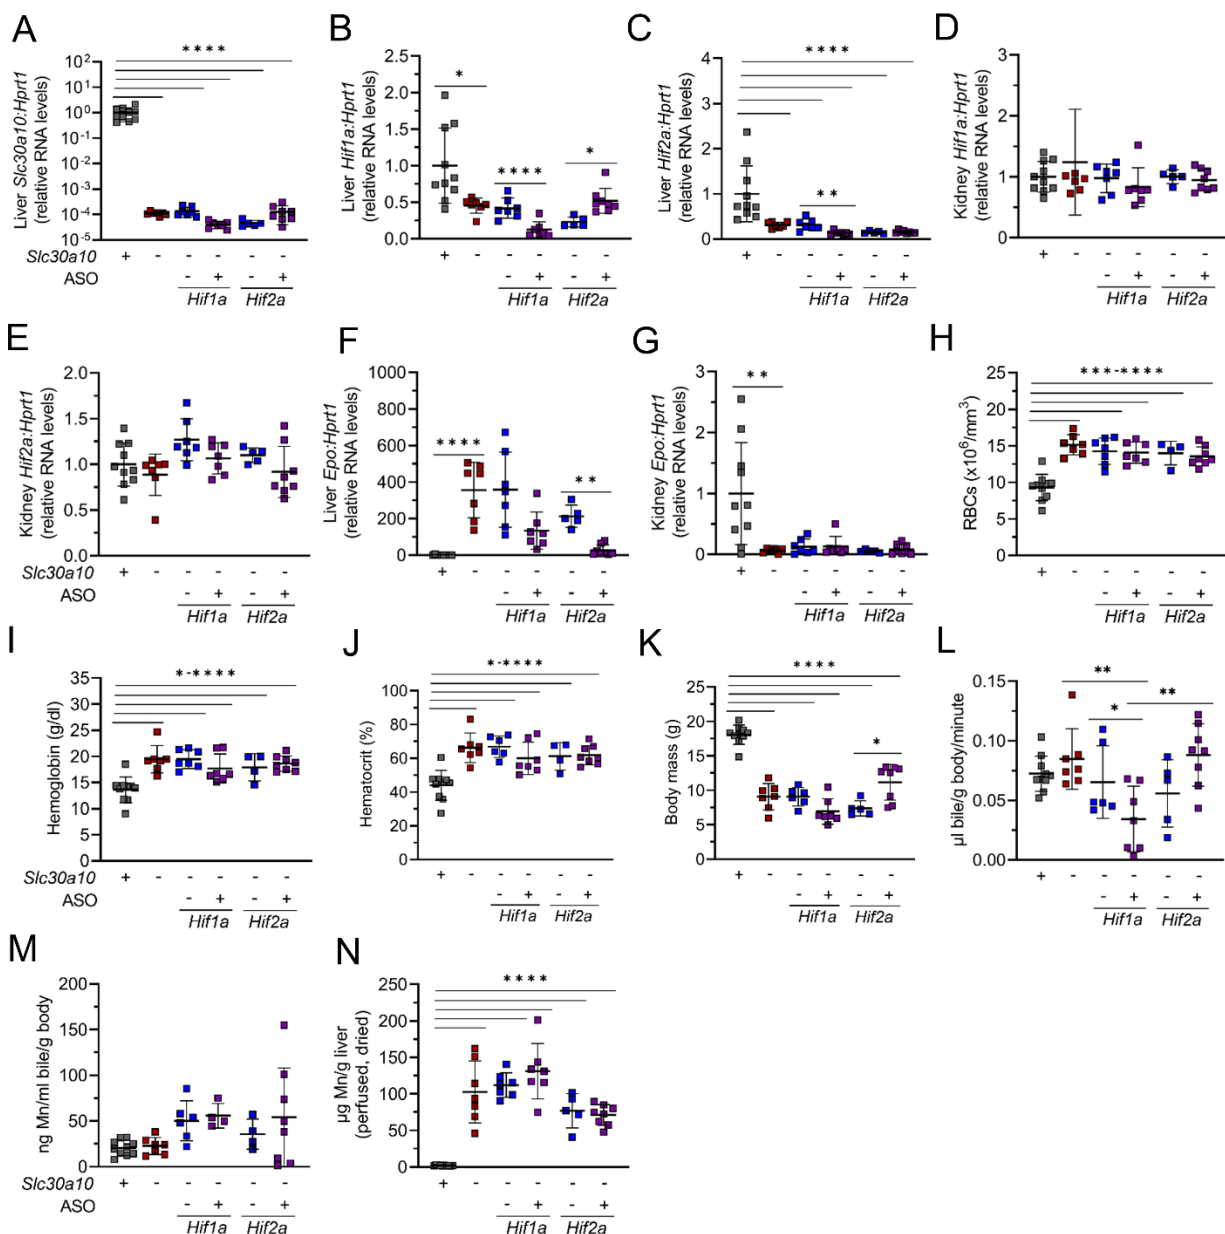 A
Liver Slc30a10:Hprt1
(relative RNA levels)
10² 10¹ 10⁰ 10⁻¹ 10⁻² 10⁻³ 10⁻⁴ 10⁻⁵
****
Slc30a10 + - - - - -
ASO - + - +
Hif1a Hif2a
B
Liver Hif1a:Hprt1
(relative RNA levels)
2.5 2.0 1.5 1.0 0.5 0.0
* **** *
+ - - - - -
- + - +
Hif1a Hif2a
C
Liver Hif2a:Hprt1
(relative RNA levels)
4 3 2 1 0
**** **
+ - - - - -
- + - +
Hif1a Hif2a
D
Kidney Hif1a:Hprt1
(relative RNA levels)
3 2 1 0
+ - - - - -
- + - +
Hif1a Hif2a
E
Kidney Hif2a:Hprt1
(relative RNA levels)
2.0 1.5 1.0 0.5 0.0
Slc30a10 + - - - - -
ASO - + - +
Hif1a Hif2a
F
Liver Epo:Hprt1
(relative RNA levels)
1000 800 600 400 200 0
**** **
+ - - - - -
- + - +
Hif1a Hif2a
G
Kidney Epo:Hprt1
(relative RNA levels)
3 2 1 0
**
+ - - - - -
- + - +
Hif1a Hif2a
H
RBCs (x10⁶/mm³)
25 20 15 10 5 0
***-****
+ - - - - -
- + - +
Hif1a Hif2a
I
Hemoglobin (g/dl)
35 30 25 20 15 10 5 0
*-****
Slc30a10 + - - - - -
ASO - + - +
Hif1a Hif2a
J
Hematocrit (%)
100 80 60 40 20 0
*-****
+ - - - - -
- + - +
Hif1a Hif2a
K
Body mass (g)
25 20 15 10 5 0
**** *
+ - - - - -
- + - +
Hif1a Hif2a
L
µl bile/g body/minute
0.15 0.10 0.05 0.00
** * **
+ - - - - -
- + - +
Hif1a Hif2a
M
ng Mn/ml bile/g body
200 150 100 50 0
Slc30a10 + - - - - -
ASO - + - +
Hif1a Hif2a
N
µg Mn/g liver
(perfused, dried)
250 200 150 100 50 0
****
+ - - - - -
- + - +
Hif1a Hif2a